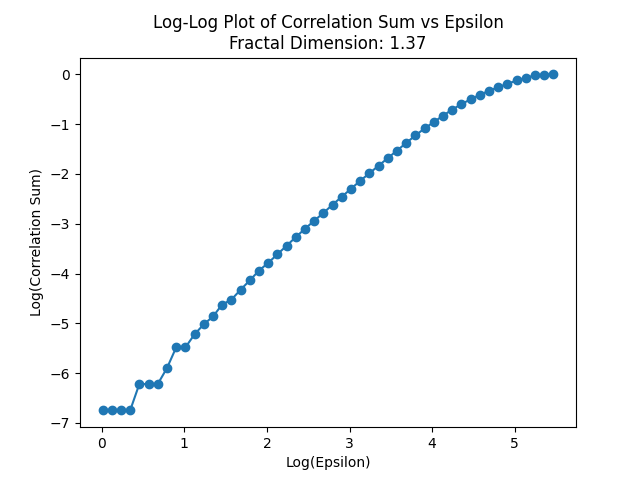 Log-Log Plot of Correlation Sum vs Epsilon
Fractal Dimension: 1.37
Log(Correlation Sum)
0
−1
−2
−3
−4
−5
−6
−7
0 1 2 3 4 5
Log(Epsilon)